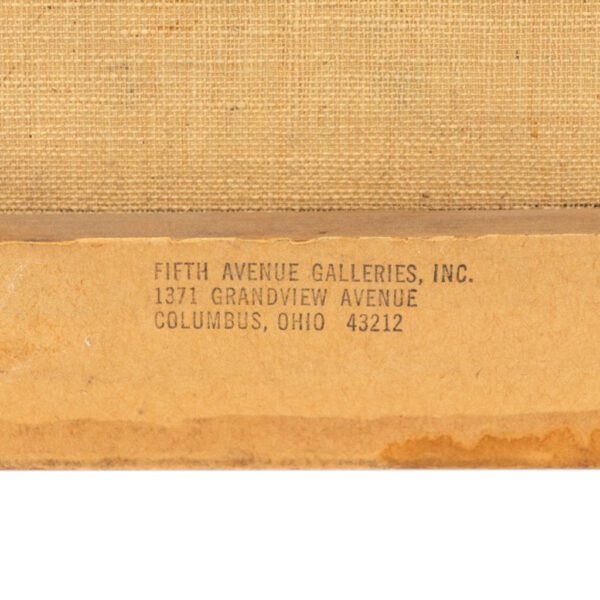 FIFTH AVENUE GALLERIES, INC.
1371 GRANDVIEW AVENUE
COLUMBUS, OHIO 43212